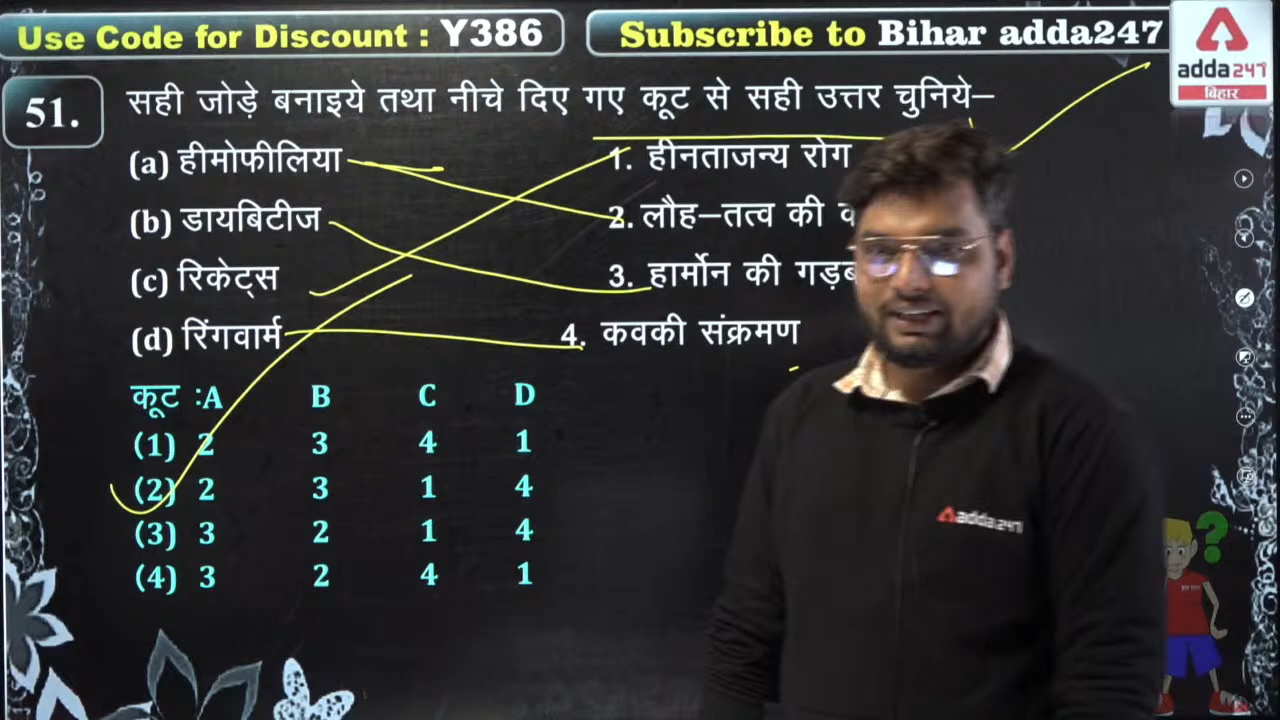 Use Code for Discount : Y386
Subscribe to Bihar adda247
adda247
बिहार
51. सही जोड़े बनाइये तथा नीचे दिए गए कूट से सही उत्तर चुनिये–
(a) हीमोफीलिया 1. हीनताजन्य रोग
(b) डायबिटीज 2. लौह–तत्व की
(c) रिकेट्स 3. हार्मोन की
(d) रिंगवार्म 4. कवकी संक्रमण
कूट :A B C D
(1) 2 3 4 1
(2) 2 3 1 4
(3) 3 2 1 4
(4) 3 2 4 1
adda247
?